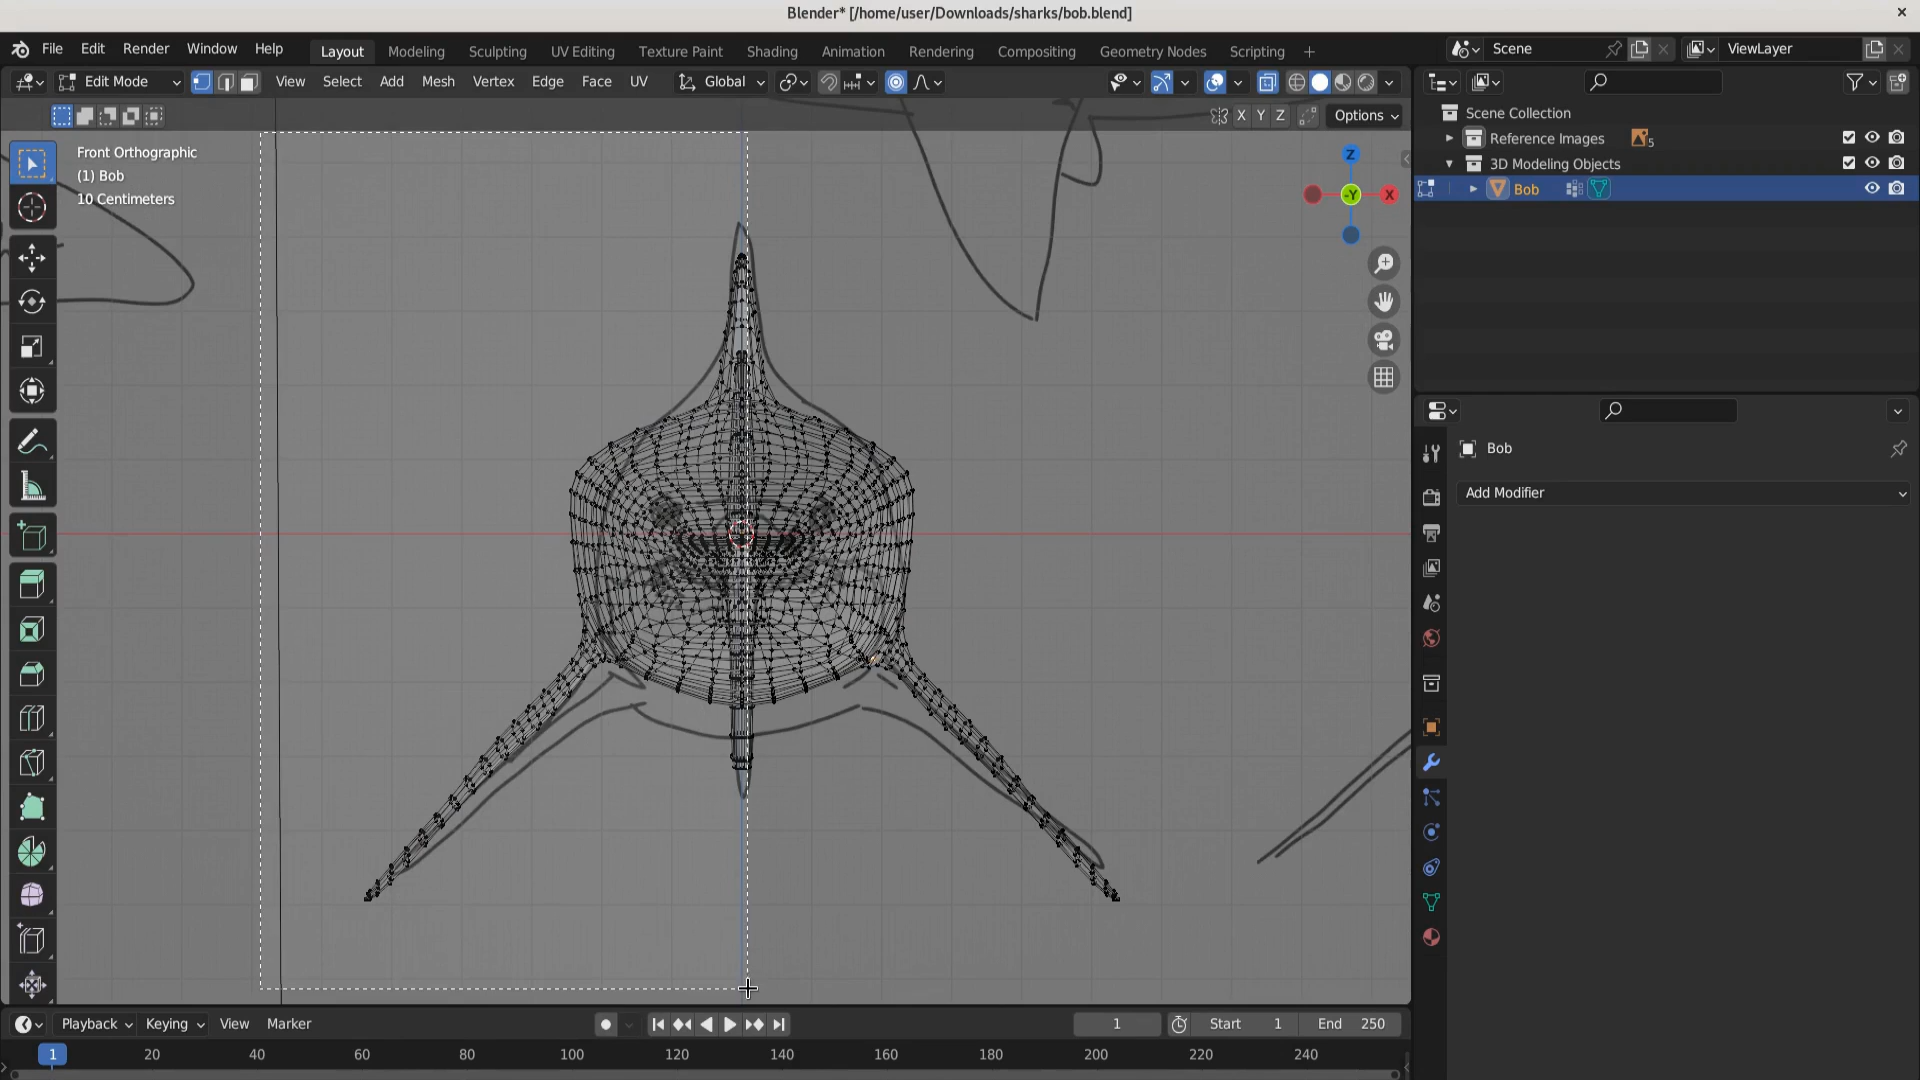 Blender* [/home/user/Downloads/sharks/bob.blend]
File Edit Render Window Help
Layout Modeling Sculpting UV Editing Texture Paint Shading Animation Rendering Compositing Geometry Nodes Scripting +
Scene
ViewLayer
Edit Mode
View Select Add Mesh Vertex Edge Face UV
Global
X Y Z
Options
Front Orthographic
(1) Bob
10 Centimeters
Z
-Y
X
Scene Collection
Reference Images 5
3D Modeling Objects
Bob
Bob
Add Modifier
Playback Keying View Marker
1
Start 1
End 250
1 20 40 60 80 100 120 140 160 180 200 220 240